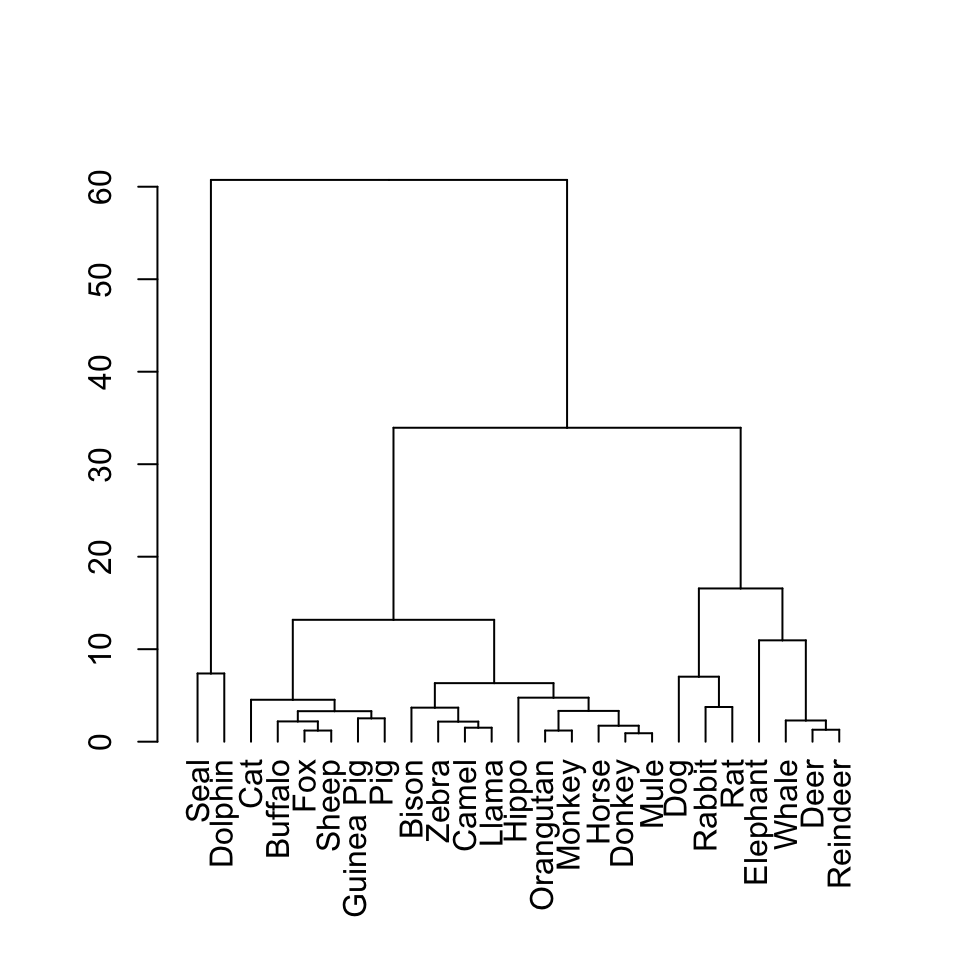 60
50
40
30
20
10
0
Seal
Dolphin
Cat
Buffalo
Fox
Sheep
Guinea Pig
Pig
Bison
Zebra
Camel
Llama
Hippo
Orangutan
Monkey
Horse
Donkey
Mule
Dog
Rabbit
Rat
Elephant
Whale
Deer
Reindeer